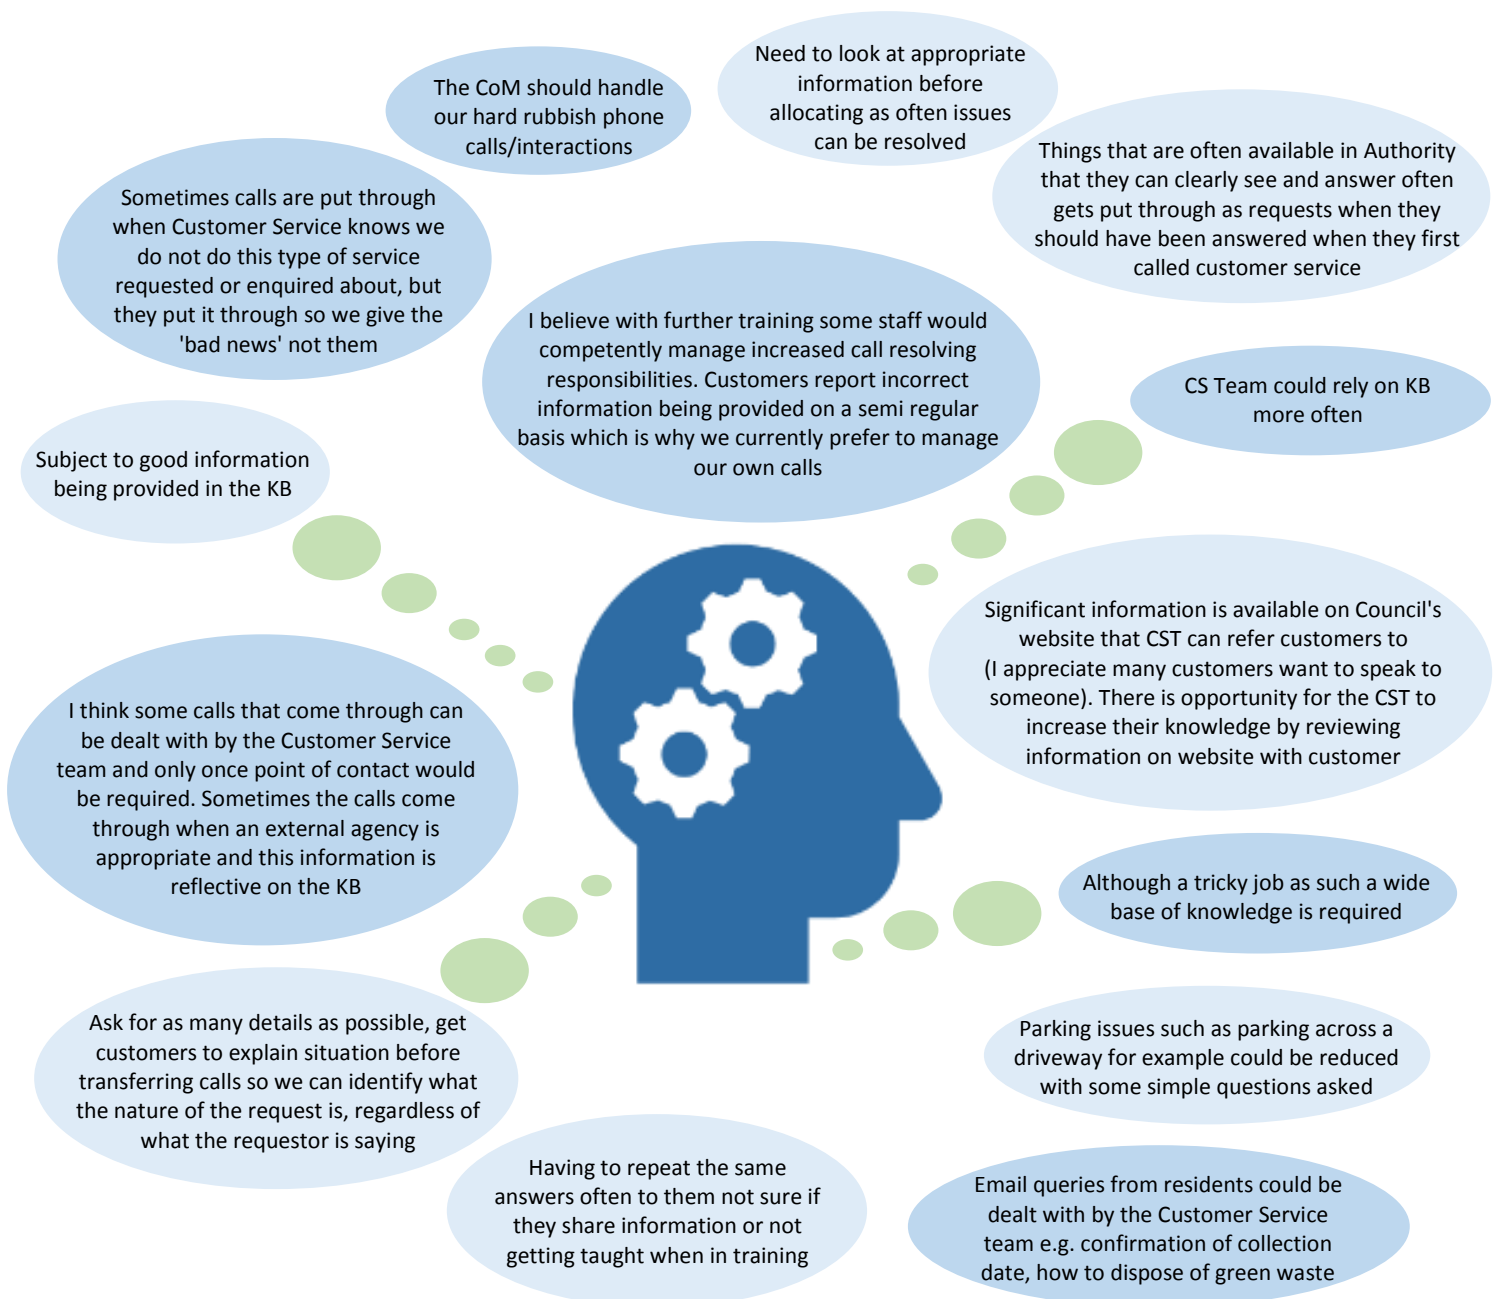 Need to look at appropriate
information before
allocating as often issues
can be resolved
The CoM should handle
our hard rubbish phone
calls/interactions
Things that are often available in Authority
that they can clearly see and answer often
gets put through as requests when they
should have been answered when they first
called customer service
Sometimes calls are put through
when Customer Service knows we
do not do this type of service
requested or enquired about, but
they put it through so we give the
'bad news' not them
I believe with further training some staff would
competently manage increased call resolving
responsibilities. Customers report incorrect
information being provided on a semi regular
basis which is why we currently prefer to manage
our own calls
CS Team could rely on KB
more often
Subject to good information
being provided in the KB
Significant information is available on Council's
website that CST can refer customers to
(I appreciate many customers want to speak to
someone). There is opportunity for the CST to
increase their knowledge by reviewing
information on website with customer
I think some calls that come through can
be dealt with by the Customer Service
team and only once point of contact would
be required. Sometimes the calls come
through when an external agency is
appropriate and this information is
reflective on the KB
Although a tricky job as such a wide
base of knowledge is required
Ask for as many details as possible, get
customers to explain situation before
transferring calls so we can identify what
the nature of the request is, regardless of
what the requestor is saying
Parking issues such as parking across a
driveway for example could be reduced
with some simple questions asked
Having to repeat the same
answers often to them not sure if
they share information or not
getting taught when in training
Email queries from residents could be
dealt with by the Customer Service
team e.g. confirmation of collection
date, how to dispose of green waste